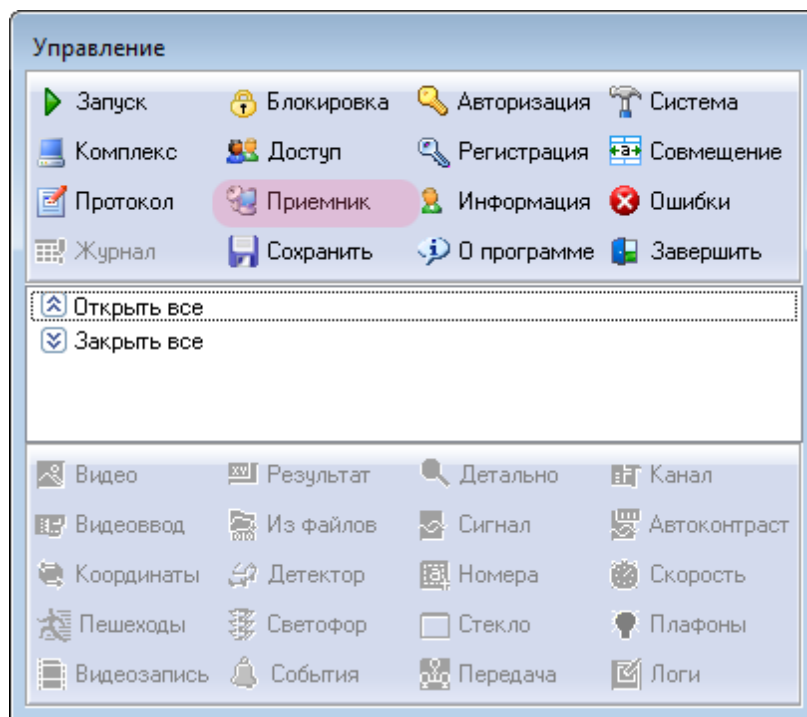 Управление
Запуск Блокировка Авторизация Система
Комплекс Доступ Регистрация Совмещение
Протокол Приемник Информация Ошибки
Журнал Сохранить О программе Завершить
Открыть все
Закрыть все
Видео Результат Детально Канал
Видеоввод Из файлов Сигнал Автоконтраст
Координаты Детектор Номера Скорость
Пешеходы Светофор Стекло Плафоны
Видеозапись События Передача Логи